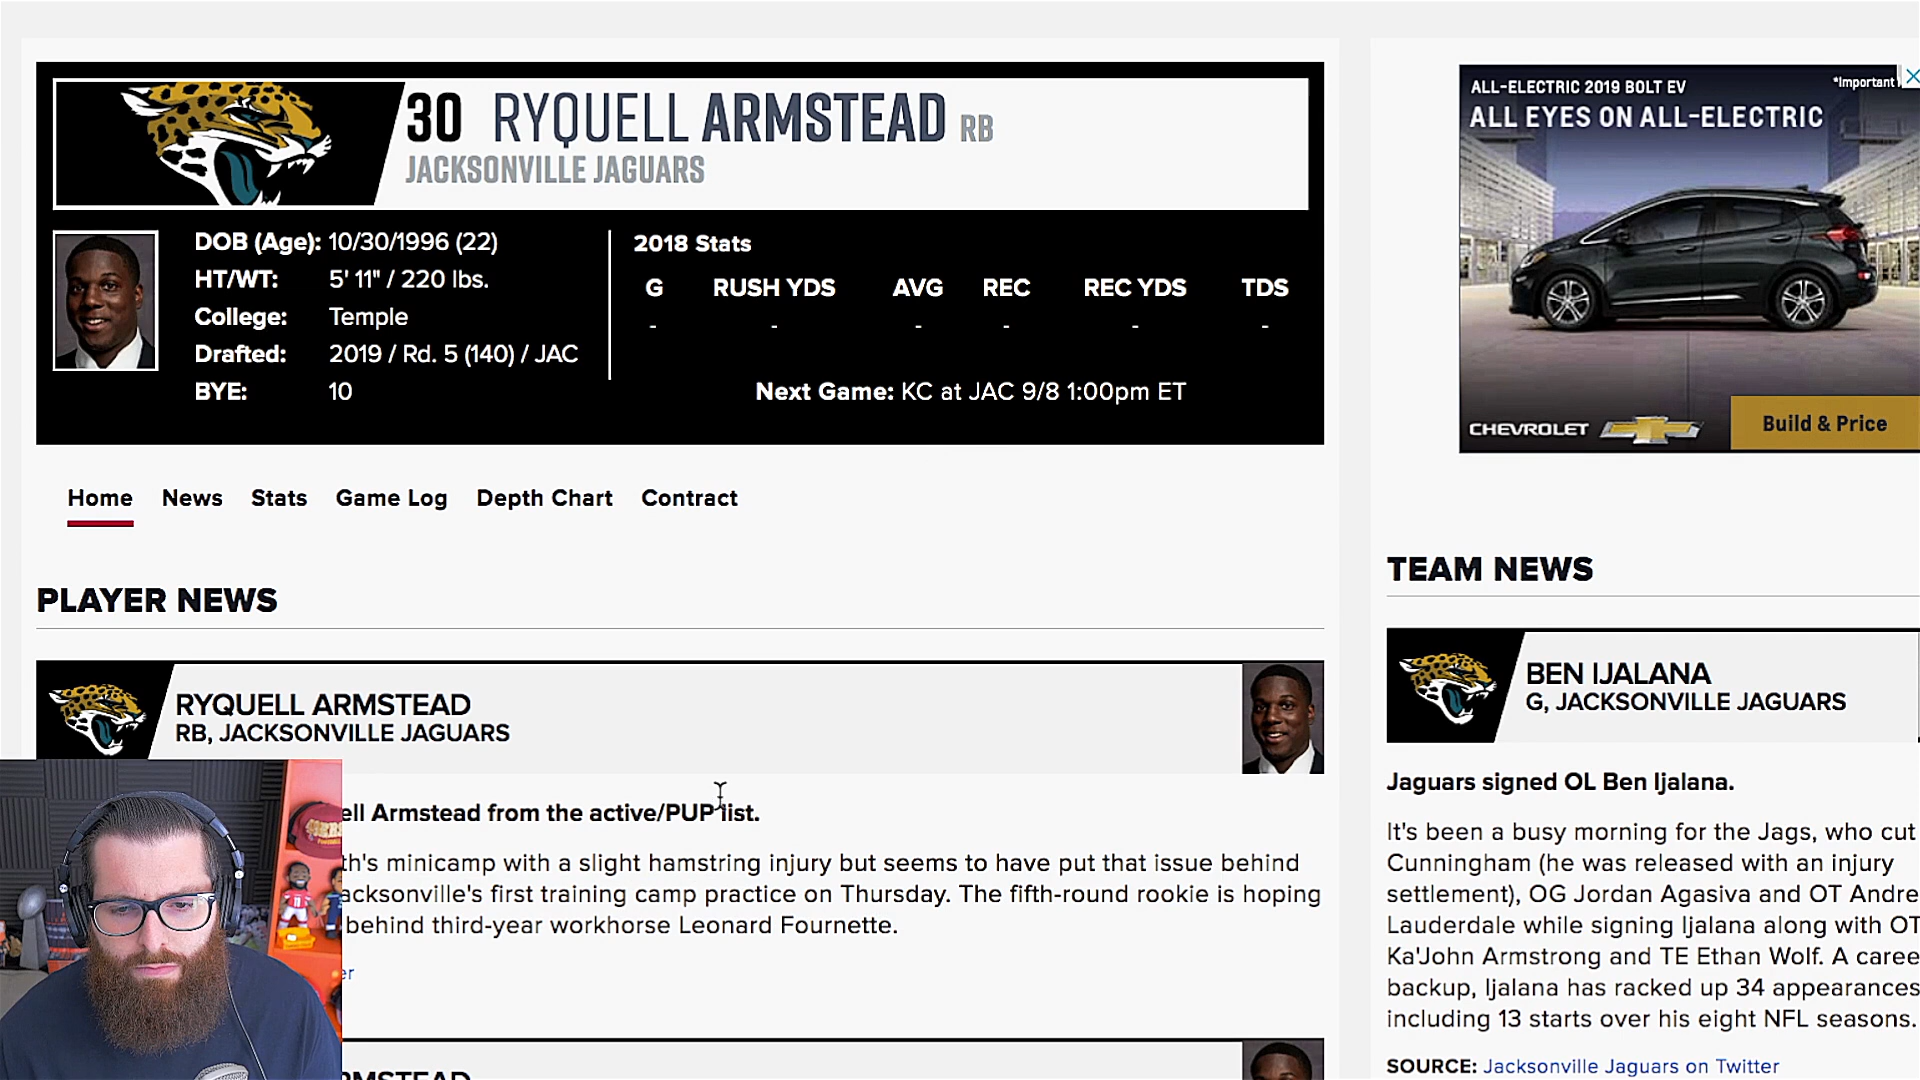 30 RYQUELL ARMSTEAD RB
JACKSONVILLE JAGUARS
DOB (Age): 10/30/1996 (22)
HT/WT: 5' 11" / 220 lbs.
College: Temple
Drafted: 2019 / Rd. 5 (140) / JAC
BYE: 10
2018 Stats
G RUSH YDS AVG REC REC YDS TDS
- - - - - -
Next Game: KC at JAC 9/8 1:00pm ET
Home News Stats Game Log Depth Chart Contract
PLAYER NEWS
RYQUELL ARMSTEAD
RB, JACKSONVILLE JAGUARS
ell Armstead from the active/PUP list.
th's minicamp with a slight hamstring injury but seems to have put that issue behind
acksonville's first training camp practice on Thursday. The fifth-round rookie is hoping
behind third-year workhorse Leonard Fournette.
er
ARMSTEAD
ALL-ELECTRIC 2019 BOLT EV
*Important
ALL EYES ON ALL-ELECTRIC
CHEVROLET
Build & Price
TEAM NEWS
BEN IJALANA
G, JACKSONVILLE JAGUARS
Jaguars signed OL Ben Ijalana.
It's been a busy morning for the Jags, who cut
Cunningham (he was released with an injury
settlement), OG Jordan Agasiva and OT Andre
Lauderdale while signing Ijalana along with OT
Ka'John Armstrong and TE Ethan Wolf. A caree
backup, Ijalana has racked up 34 appearances
including 13 starts over his eight NFL seasons.
SOURCE: Jacksonville Jaguars on Twitter